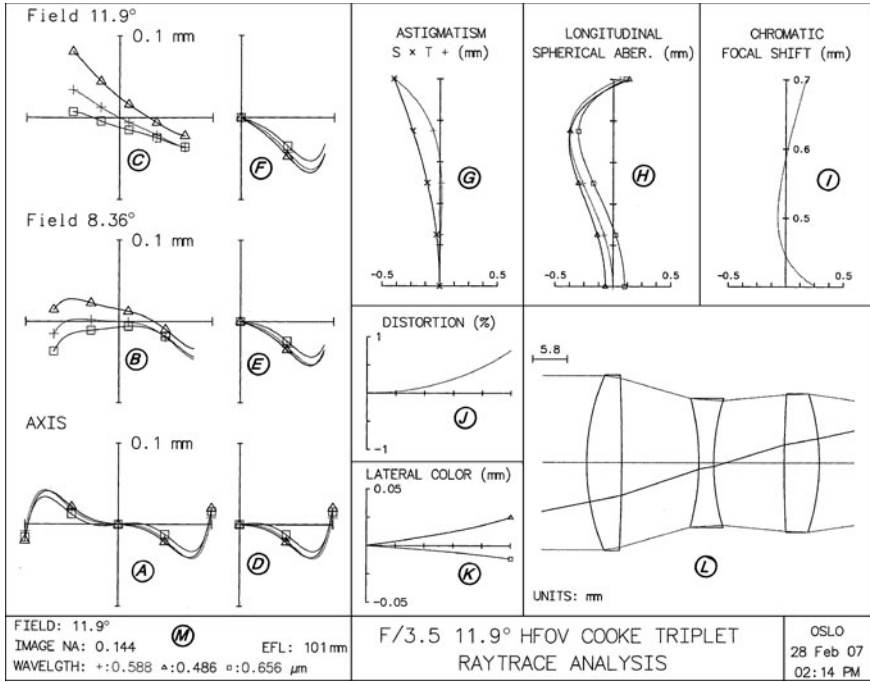 Field 11.9°
0.1 mm
C
F
Field 8.36°
0.1 mm
B
E
AXIS
0.1 mm
A
D
ASTIGMATISM
S × T + (mm)
-0.5
0.5
G
LONGITUDINAL
SPHERICAL ABER. (mm)
-0.5
0.5
H
CHROMATIC
FOCAL SHIFT (mm)
0.7
0.6
0.5
0.5
I
DISTORTION (%)
1
-1
J
LATERAL COLOR (mm)
0.05
-0.05
K
5.8
L
UNITS: mm
FIELD: 11.9°
M
IMAGE NA: 0.144
EFL: 101 mm
WAVELGTH: +:0.588 △:0.486 □:0.656 μm
F/3.5 11.9° HFOV COOKE TRIPLET
RAYTRACE ANALYSIS
OSLO
28 Feb 07
02:14 PM